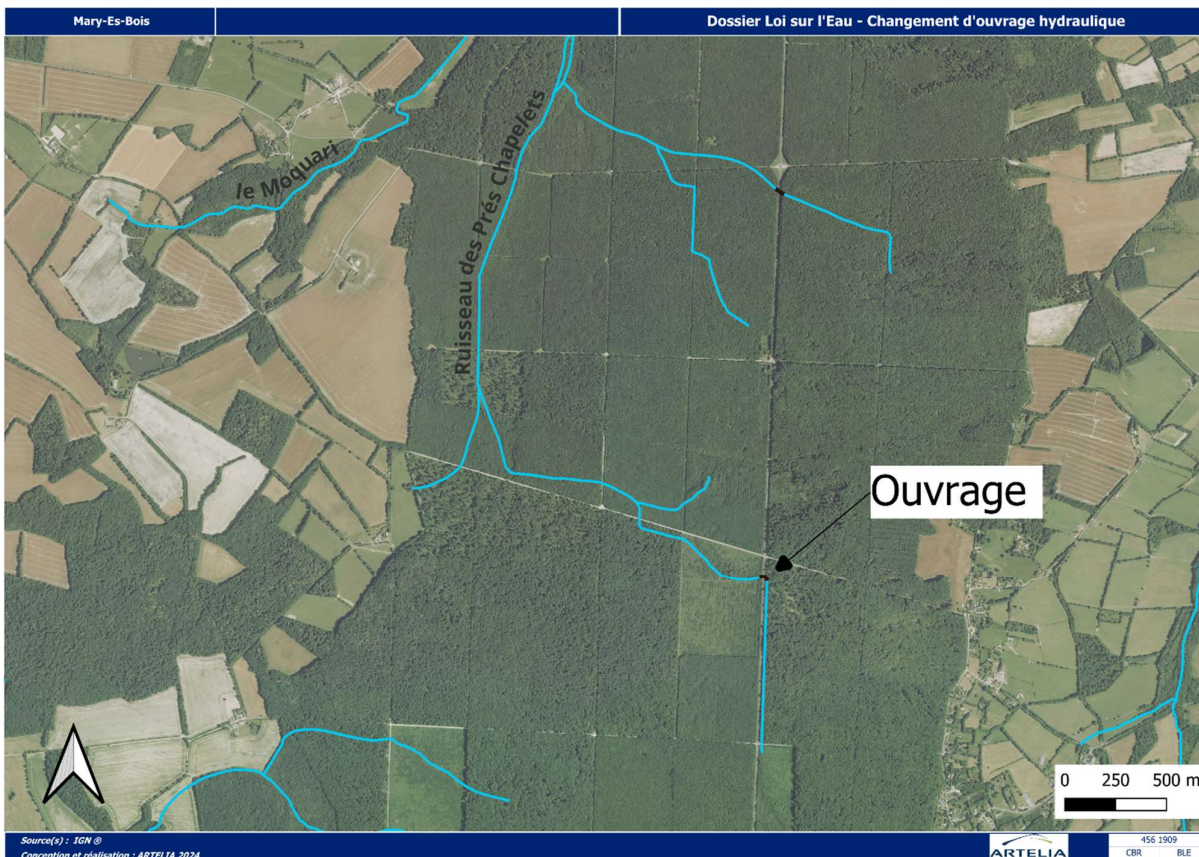 Mary-Es-Bois
Dossier Loi sur l'Eau - Changement d'ouvrage hydraulique
le Moquari
Ruisseau des Prés Chapelets
Ouvrage
0 250 500 m
Source(s) : IGN ®
Conception et réalisation : ARTELIA 2024
ARTELIA
456 1909
CBR BLE